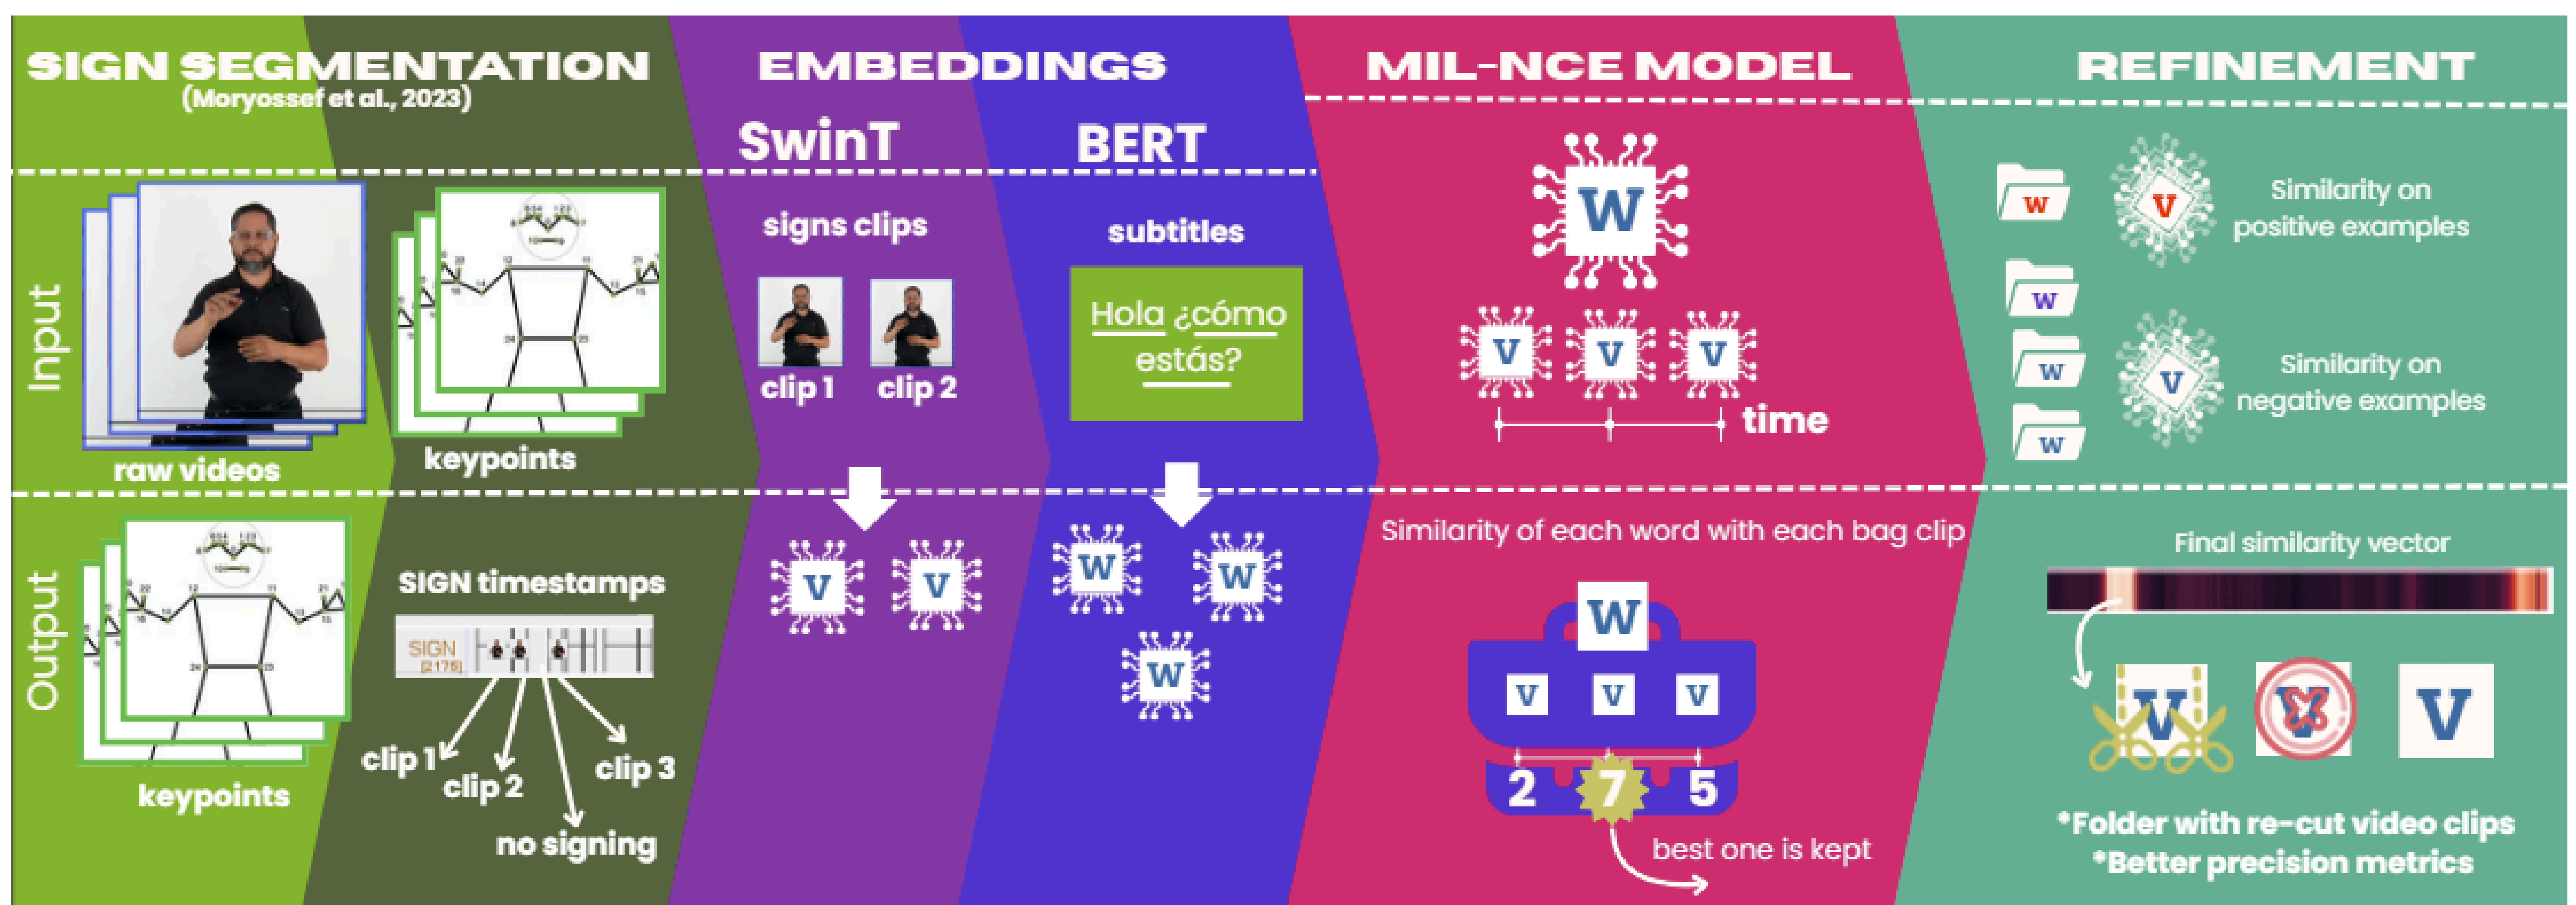 SIGN SEGMENTATION
(Moryossef et al., 2023)
EMBEDDINGS
MIL-NCE MODEL
REFINEMENT
SwinT
BERT
Input
raw videos
keypoints
signs clips
clip 1
clip 2
subtitles
Hola ¿cómo
estás?
W
V
V
V
time
W
V
Similarity on
positive examples
W
W
W
V
Similarity on
negative examples
Output
keypoints
SIGN timestamps
SIGN
[2175]
clip 1
clip 2
clip 3
no signing
V
V
W
W
W
Similarity of each word with each bag clip
W
V
V
V
2
7
5
best one is kept
Final similarity vector
V
V
V
*Folder with re-cut video clips
*Better precision metrics